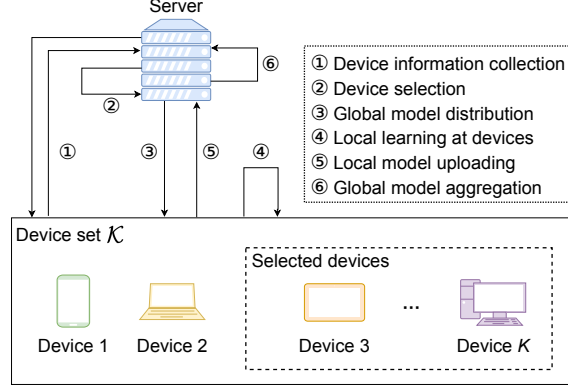 Server
① Device information collection
② Device selection
③ Global model distribution
④ Local learning at devices
⑤ Local model uploading
⑥ Global model aggregation
⑥
②
①
③
⑤
④
Device set 𝒦
Selected devices
Device 1
Device 2
Device 3
...
Device K